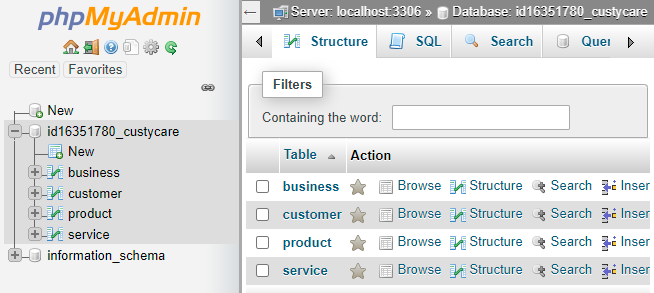 phpMyAdmin
Recent Favorites
New
id16351780_custycare
New
business
customer
product
service
information_schema
Server: localhost:3306 » Database: id16351780_custycare
Structure SQL Search Quer
Filters
Containing the word:
Table Action
business Browse Structure Search Inser
customer Browse Structure Search Inser
product Browse Structure Search Inser
service Browse Structure Search Inser